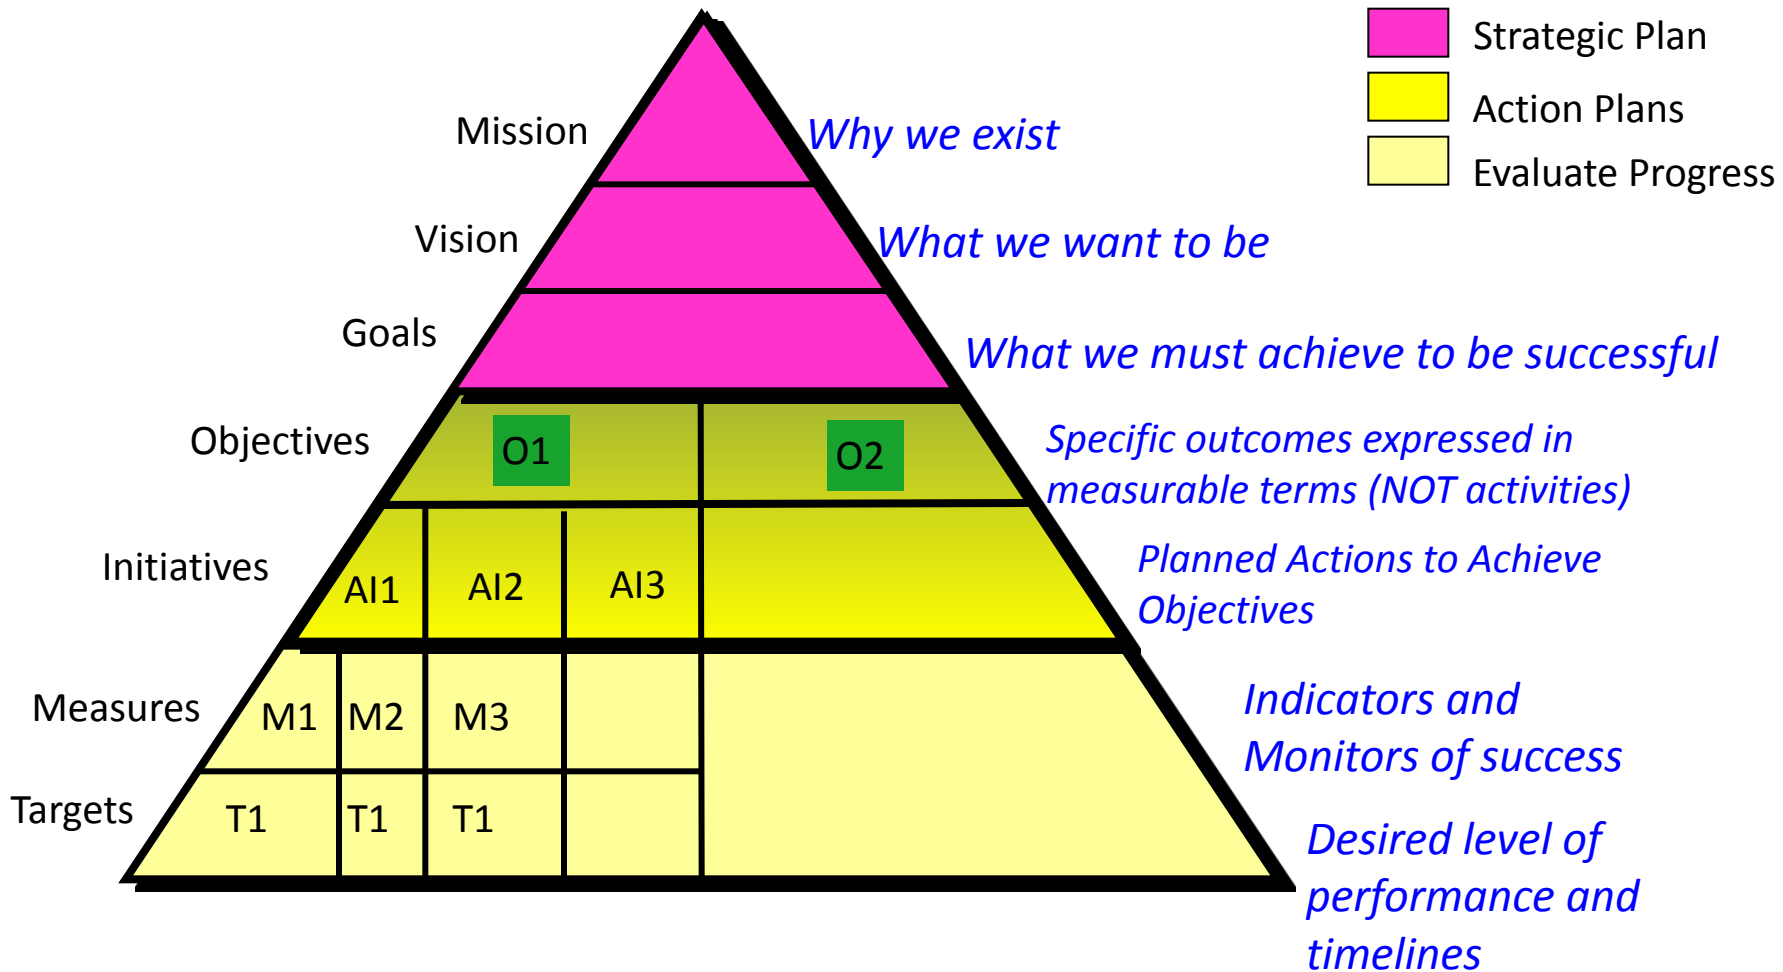 Strategic Plan
Action Plans
Evaluate Progress
Mission
Why we exist
Vision
What we want to be
Goals
What we must achieve to be successful
Objectives
O1
O2
Specific outcomes expressed in
measurable terms (NOT activities)
Initiatives
AI1
AI2
AI3
Planned Actions to Achieve
Objectives
Measures
M1
M2
M3
Indicators and
Monitors of success
Targets
T1
T1
T1
Desired level of
performance and
timelines